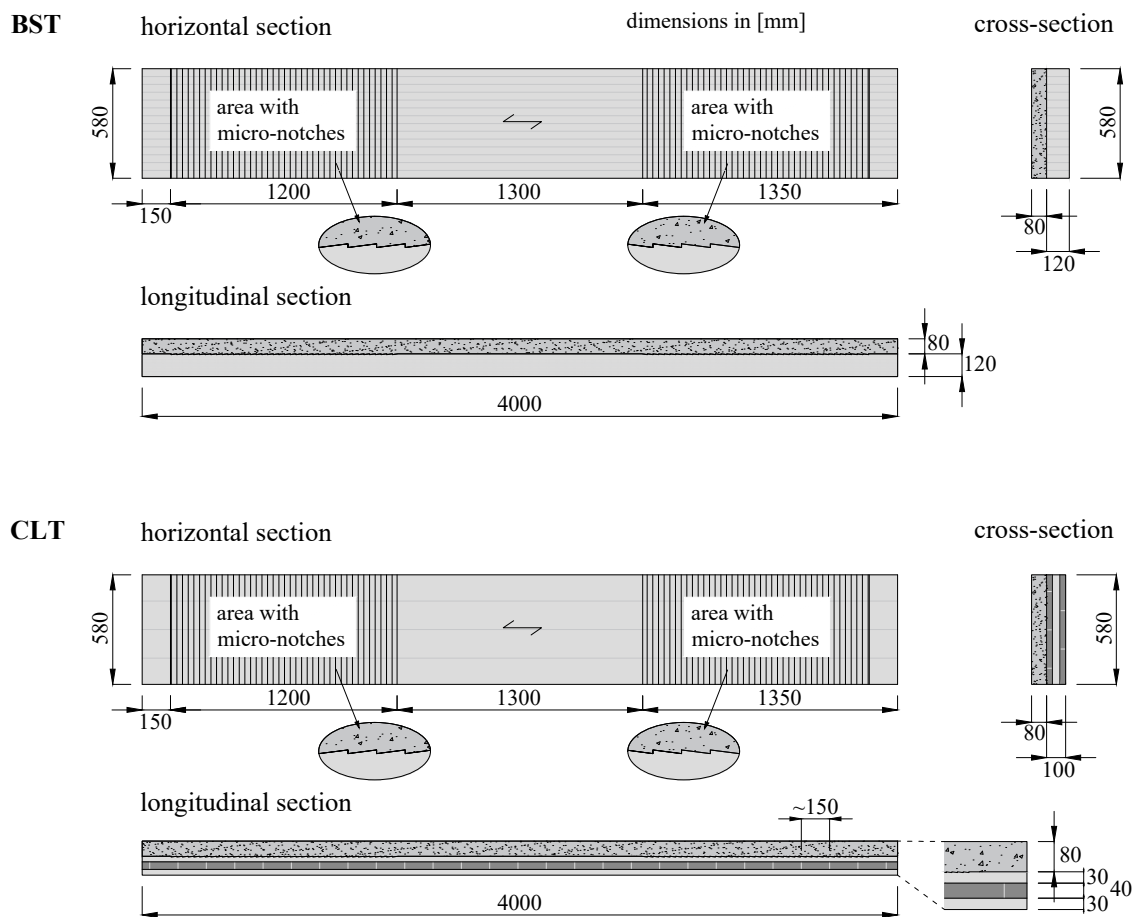 BST
horizontal section
dimensions in [mm]
cross-section
580
area with
micro-notches
area with
micro-notches
580
1200
1300
1350
150
80
120
longitudinal section
80
120
4000
CLT
horizontal section
cross-section
580
area with
micro-notches
area with
micro-notches
580
1200
1300
1350
150
80
100
longitudinal section
~150
80
30
40
30
4000